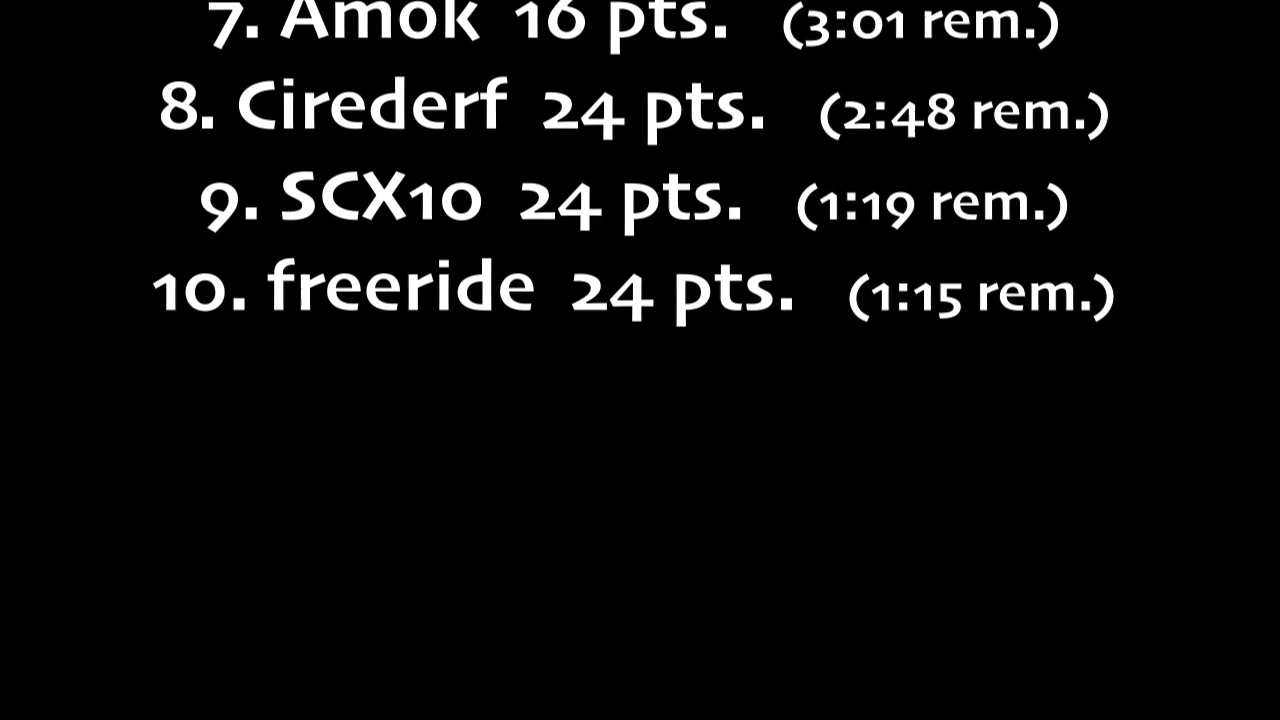 7. Amok 16 pts. (3:01 rem.)
8. Cirederf 24 pts. (2:48 rem.)
9. SCX10 24 pts. (1:19 rem.)
10. freeride 24 pts. (1:15 rem.)